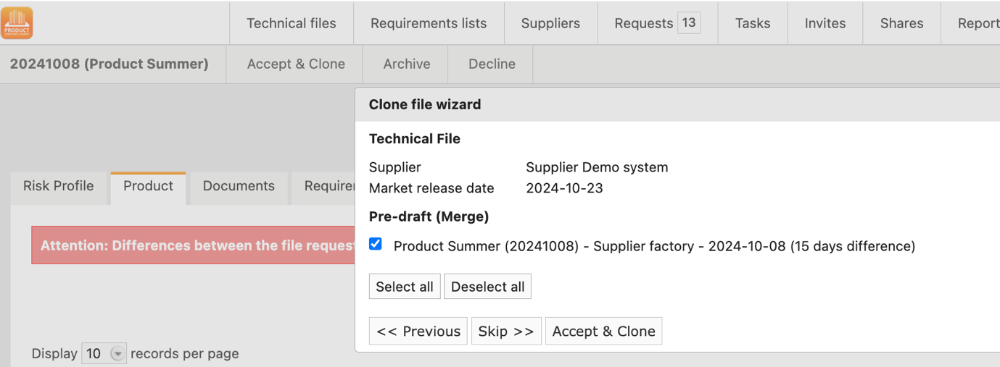 PRODUCT
Technical files Requirements lists Suppliers Requests 13 Tasks Invites Shares Report
20241008 (Product Summer) Accept & Clone Archive Decline
Clone file wizard
Technical File
Supplier Supplier Demo system
Market release date 2024-10-23
Pre-draft (Merge)
Product Summer (20241008) - Supplier factory - 2024-10-08 (15 days difference)
Select all Deselect all
<< Previous Skip >> Accept & Clone
Risk Profile Product Documents Requirer
Attention: Differences between the file request
Display 10 records per page